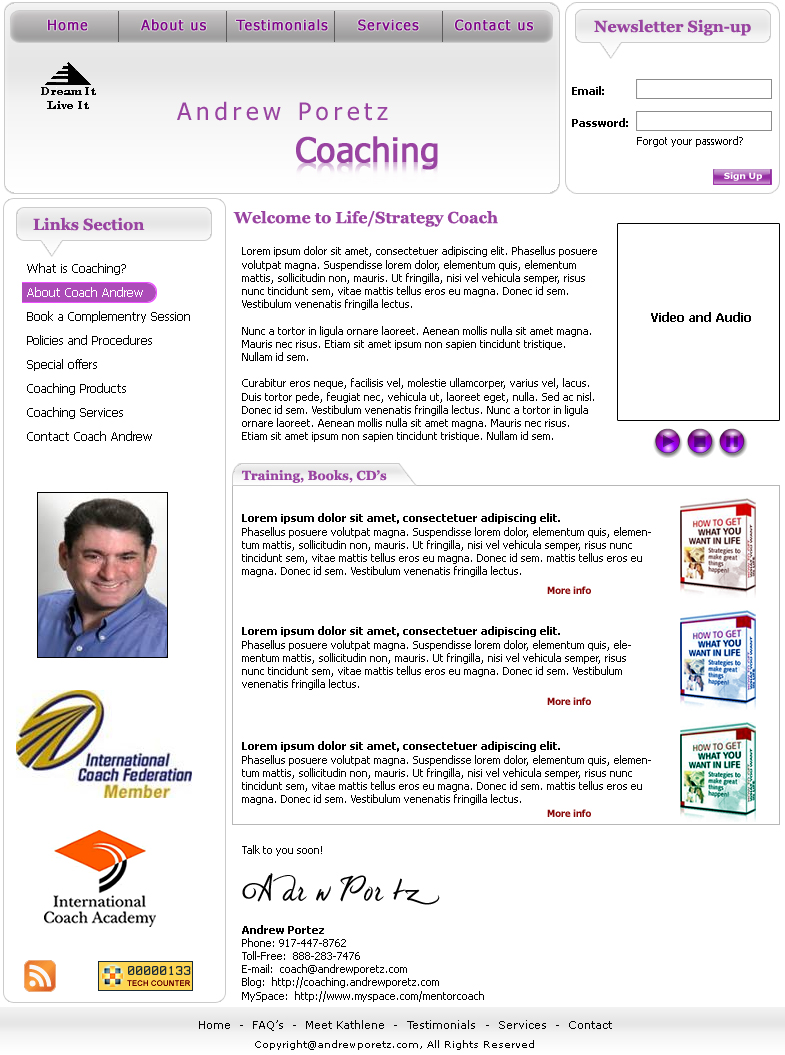 Home
About us
Testimonials
Services
Contact us
Dream It
Live It
Andrew Poretz
Coaching
Newsletter Sign-up
Email:
Password:
Forgot your password?
Sign Up
Links Section
What is Coaching?
About Coach Andrew
Book a Complementry Session
Policies and Procedures
Special offers
Coaching Products
Coaching Services
Contact Coach Andrew
International
Coach Federation
Member
International
Coach Academy
00000133
TECH COUNTER
Welcome to Life/Strategy Coach
Lorem ipsum dolor sit amet, consectetuer adipiscing elit. Phasellus posuere
volutpat magna. Suspendisse lorem dolor, elementum quis, elementum
mattis, sollicitudin non, mauris. Ut fringilla, nisi vel vehicula semper, risus
nunc tincidunt sem, vitae mattis tellus eros eu magna. Donec id sem.
Vestibulum venenatis fringilla lectus.
Nunc a tortor in ligula ornare laoreet. Aenean mollis nulla sit amet magna.
Mauris nec risus. Etiam sit amet ipsum non sapien tincidunt tristique.
Nullam id sem.
Curabitur eros neque, facilisis vel, molestie ullamcorper, varius vel, lacus.
Duis tortor pede, feugiat nec, vehicula ut, laoreet eget, nulla. Sed ac nisl.
Donec id sem. Vestibulum venenatis fringilla lectus. Nunc a tortor in ligula
ornare laoreet. Aenean mollis nulla sit amet magna. Mauris nec risus.
Etiam sit amet ipsum non sapien tincidunt tristique. Nullam id sem.
Video and Audio
Training, Books, CD's
Lorem ipsum dolor sit amet, consectetuer adipiscing elit.
Phasellus posuere volutpat magna. Suspendisse lorem dolor, elementum quis, elemen-
tum mattis, sollicitudin non, mauris. Ut fringilla, nisi vel vehicula semper, risus nunc
tincidunt sem, vitae mattis tellus eros eu magna. Donec id sem. mattis tellus eros eu
magna. Donec id sem. Vestibulum venenatis fringilla lectus.
More info
HOW TO GET
WHAT YOU
WANT IN LIFE
Strategies to
make great
things
happen!
Lorem ipsum dolor sit amet, consectetuer adipiscing elit.
Phasellus posuere volutpat magna. Suspendisse lorem dolor, elementum quis, ele-
mentum mattis, sollicitudin non, mauris. Ut fringilla, nisi vel vehicula semper, risus
nunc tincidunt sem, vitae mattis tellus eros eu magna. Donec id sem. Vestibulum
venenatis fringilla lectus.
More info
HOW TO GET
WHAT YOU
WANT IN LIFE
Strategies to
make great
things
happen!
Lorem ipsum dolor sit amet, consectetuer adipiscing elit.
Phasellus posuere volutpat magna. Suspendisse lorem dolor, elementum quis, elemen-
tum mattis, sollicitudin non, mauris. Ut fringilla, nisi vel vehicula semper, risus nunc
tincidunt sem, vitae mattis tellus eros eu magna. Donec id sem. mattis tellus eros eu
magna. Donec id sem. Vestibulum venenatis fringilla lectus.
More info
HOW TO GET
WHAT YOU
WANT IN LIFE
Strategies to
make great
things
happen!
Talk to you soon!
Adrw Portz
Andrew Portez
Phone: 917-447-8762
Toll-Free: 888-283-7476
E-mail: coach@andrewporetz.com
Blog: http://coaching.andrewporetz.com
MySpace: http://www.myspace.com/mentorcoach
Home - FAQ's - Meet Kathlene - Testimonials - Services - Contact
Copyright@andrewporetz.com, All Rights Reserved